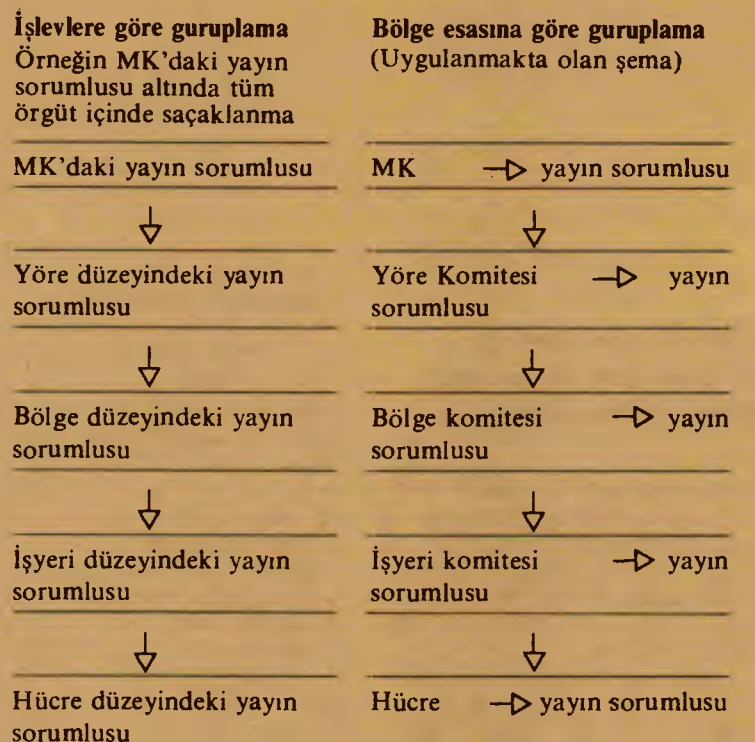 İşlevlere göre guruplama
Örneğin MK'daki yayın
sorumlusu altında tüm
örgüt içinde saçaklanma
MK'daki yayın sorumlusu
Yöre düzeyindeki yayın
sorumlusu
Bölge düzeyindeki yayın
sorumlusu
İşyeri düzeyindeki yayın
sorumlusu
Hücre düzeyindeki yayın
sorumlusu
Bölge esasına göre guruplama
(Uygulanmakta olan şema)
MK yayın sorumlusu
Yöre Komitesi yayın
sorumlusu
Bölge komitesi yayın
sorumlusu
İşyeri komitesi yayın
sorumlusu
Hücre yayın sorumlusu